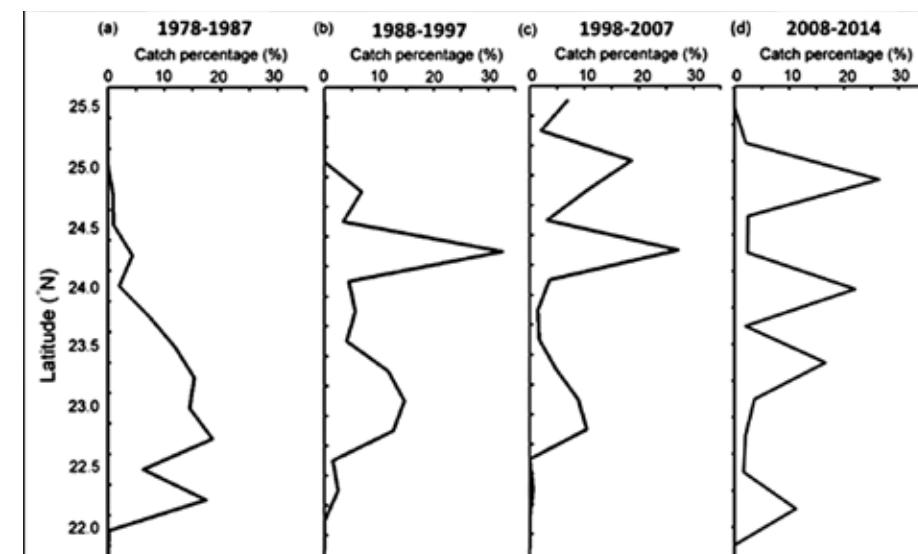 (a) 1978-1987
Catch percentage (%)
0 10 20 30
(b) 1988-1997
Catch percentage (%)
0 10 20 30
(c) 1998-2007
Catch percentage (%)
0 10 20 30
(d) 2008-2014
Catch percentage (%)
0 10 20 30
Latitude (°N)
25.5
25.0
24.5
24.0
23.5
23.0
22.5
22.0